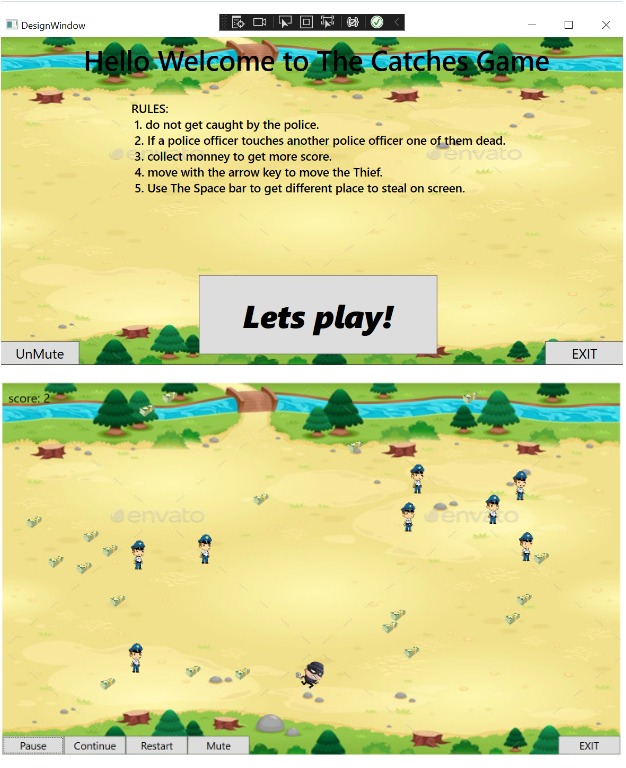 DesignWindow
Hello Welcome to The Catches Game
RULES:
1. do not get caught by the police.
2. If a police officer touches another police officer one of them dead.
3. collect monney to get more score.
4. move with the arrow key to move the Thief.
5. Use The Space bar to get different place to steal on screen.
envato envato
Lets play!
UnMute EXIT
score: 2
envato envato
Pause Continue Restart Mute EXIT